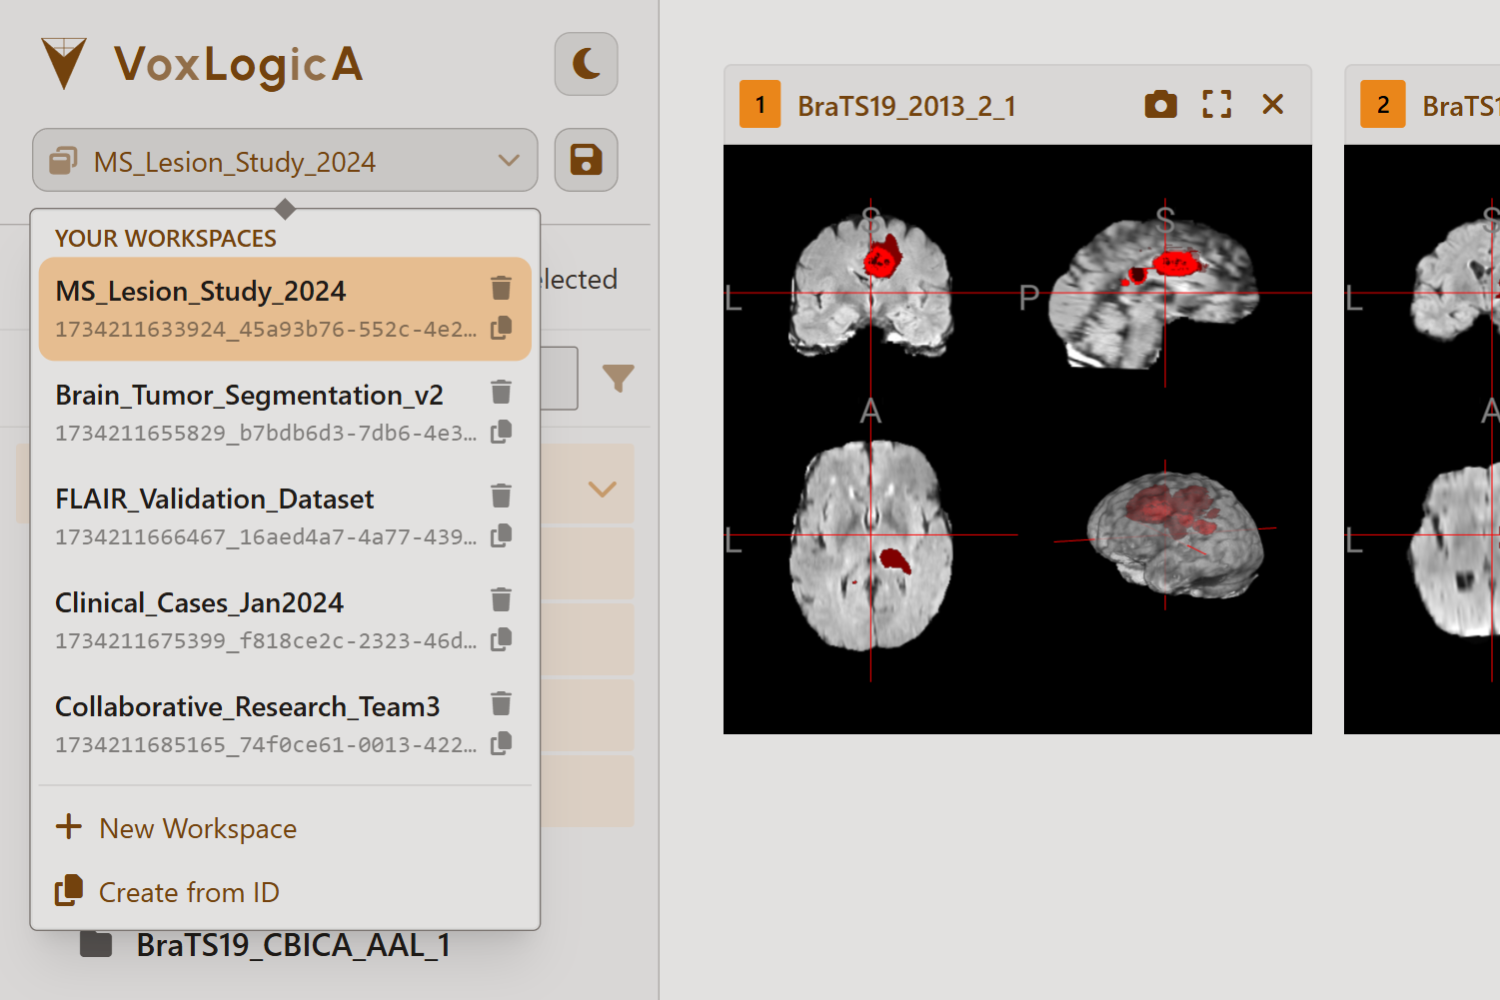 VoxLogicA
MS_Lesion_Study_2024
YOUR WORKSPACES
MS_Lesion_Study_2024
1734211633924_45a93b76-552c-4e2…
Brain_Tumor_Segmentation_v2
1734211655829_b7bdb6d3-7db6-4e3…
FLAIR_Validation_Dataset
1734211666467_16aed4a7-4a77-439…
Clinical_Cases_Jan2024
1734211675399_f818ce2c-2323-46d…
Collaborative_Research_Team3
1734211685165_74f0ce61-0013-422…
New Workspace
Create from ID
elected
BraTS19_CBICA_AAL_1
1 BraTS19_2013_2_1
S S
L P
A
L
2 BraTS1
S
L
A
L